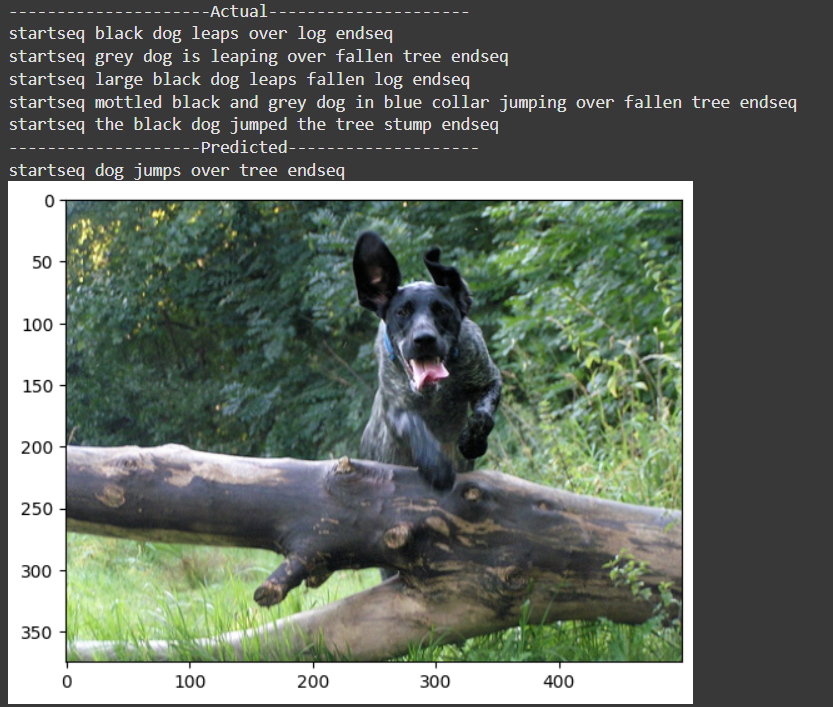 ---------------------Actual---------------------
startseq black dog leaps over log endseq
startseq grey dog is leaping over fallen tree endseq
startseq large black dog leaps fallen log endseq
startseq mottled black and grey dog in blue collar jumping over fallen tree endseq
startseq the black dog jumped the tree stump endseq
--------------------Predicted--------------------
startseq dog jumps over tree endseq
0
50
100
150
200
250
300
350
0 100 200 300 400